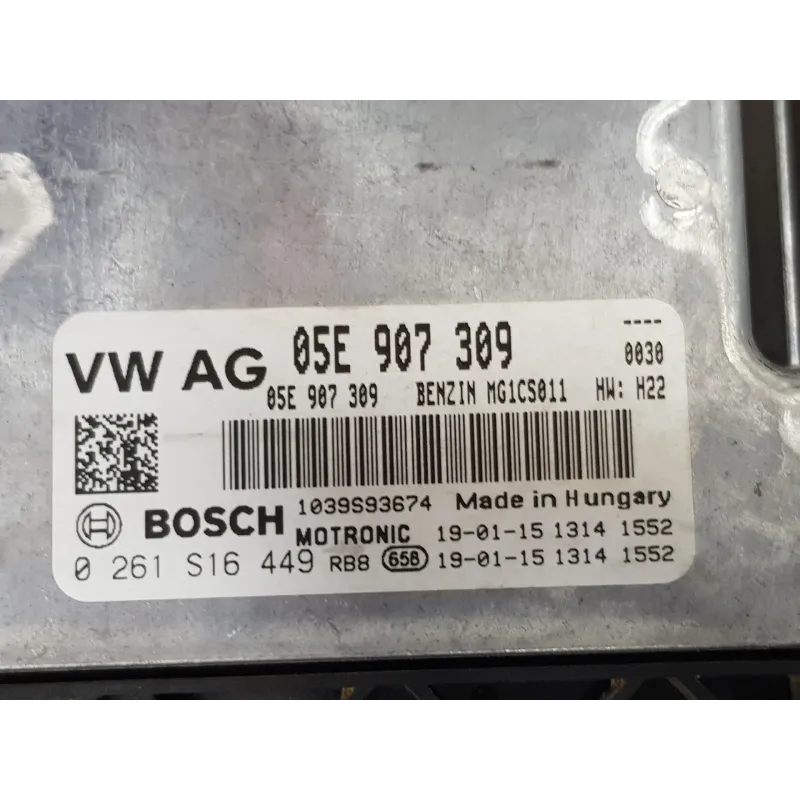 VW AG 05E 907 309 ----
0030
05E 907 309 BENZIN MG1CS011 HW: H22
1039S93674 Made in Hungary
BOSCH MOTRONIC 19-01-15 1314 1552
0 261 S16 449 RB8 658 19-01-15 1314 1552